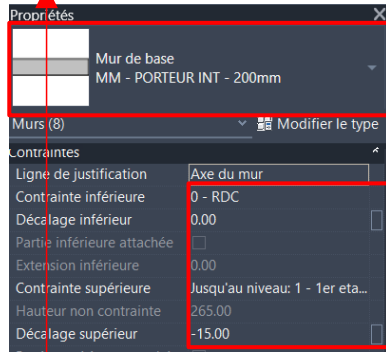 Propriétés
Mur de base
MM - PORTEUR INT - 200mm
Murs (8)
Modifier le type
Contraintes
Ligne de justification Axe du mur
Contrainte inférieure 0 - RDC
Décalage inférieur 0.00
Partie inférieure attachée
Extension inférieure 0.00
Contrainte supérieure Jusqu'au niveau: 1 - 1er eta...
Hauteur non contrainte 265.00
Décalage supérieur -15.00